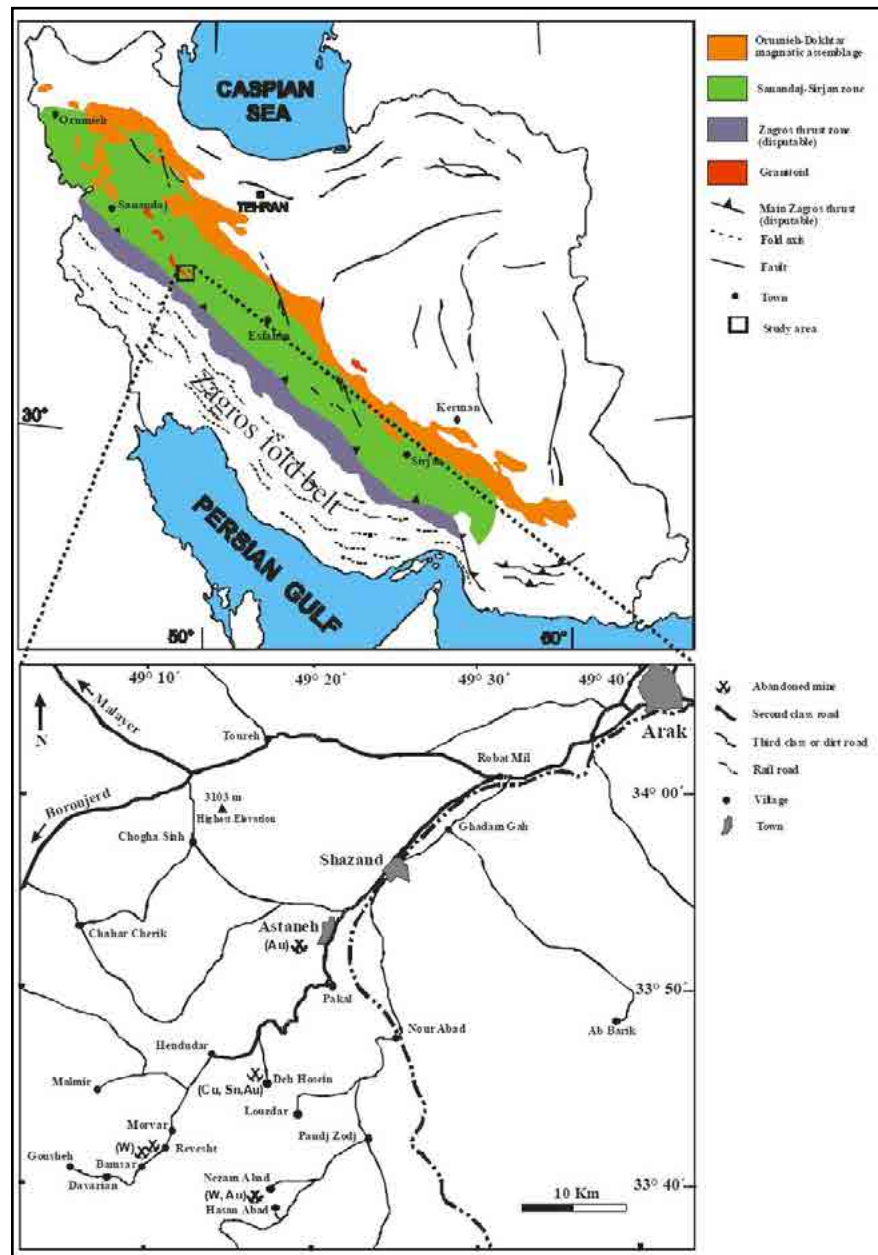 CASPIAN
SEA
Orumieh
TEHRAN
Sanandaj
Esfahan
Kerman
30°
Sirjan
Zagros fold belt
PERSIAN GULF
50°
60°
Orumieh-Dokhtar
magmatic assemblage
Sanandaj-Sirjan zone
Zagros thrust zone
(disputable)
Granitoid
Main Zagros thrust
(disputable)
Fold axis
Fault
Town
Study area
49° 10´
49° 20´
49° 30´
49° 40´
Malayer
N
Toureh
Arak
Robat Mil
Boroujerd
3103 m
Highest Elevation
34° 00´
Chogha Siah
Ghadam Gah
Shazand
Chahar Cherik
Astaneh
(Au)
33° 50´
Pakal
Ab Barik
Nour Abad
Hendudar
Deh Hosein
(Cu, Sn,Au)
Malmir
Louzdar
Morvar
Pandj Zodj
(W)
Revesht
Gousheh
Bamsar
Davarian
Nezam Abad
(W, Au)
Hasan Abad
33° 40´
10 Km
Abandoned mine
Second class road
Third class or dirt road
Rail road
Village
Town